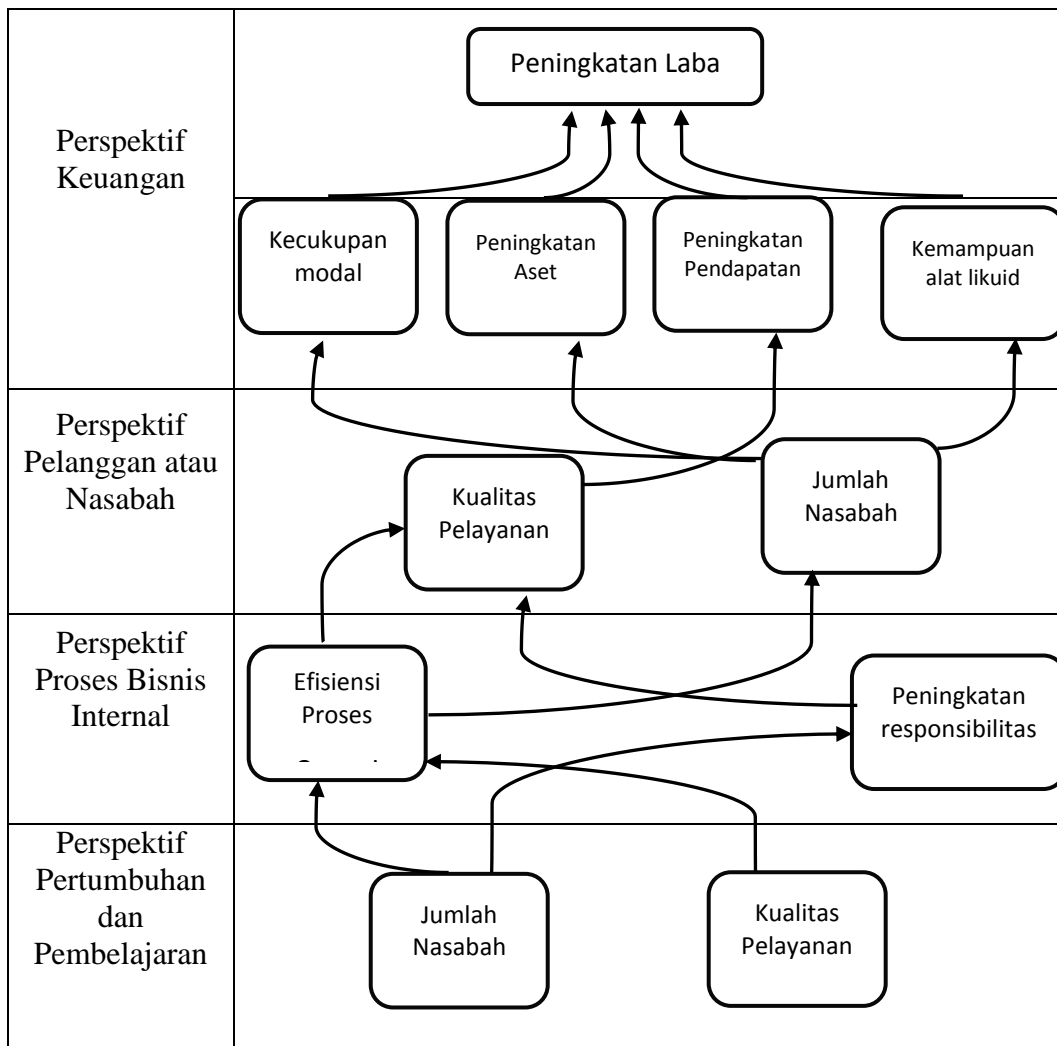 Perspektif
Keuangan
Peningkatan Laba
Kecukupan
modal
Peningkatan
Aset
Peningkatan
Pendapatan
Kemampuan
alat likuid
Perspektif
Pelanggan atau
Nasabah
Kualitas
Pelayanan
Jumlah
Nasabah
Perspektif
Proses Bisnis
Internal
Efisiensi
Proses
Peningkatan
responsibilitas
Perspektif
Pertumbuhan
dan
Pembelajaran
Jumlah
Nasabah
Kualitas
Pelayanan